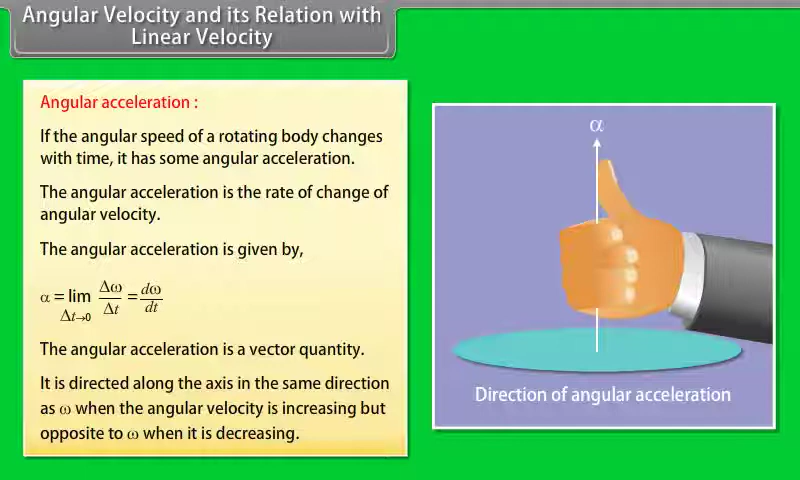 Angular Velocity and its Relation with
Linear Velocity
Angular acceleration :
If the angular speed of a rotating body changes
with time, it has some angular acceleration.
The angular acceleration is the rate of change of
angular velocity.
The angular acceleration is given by,
α = lim Δω/Δt = dω/dt
Δt→0
The angular acceleration is a vector quantity.
It is directed along the axis in the same direction
as ω when the angular velocity is increasing but
opposite to ω when it is decreasing.
α
Direction of angular acceleration